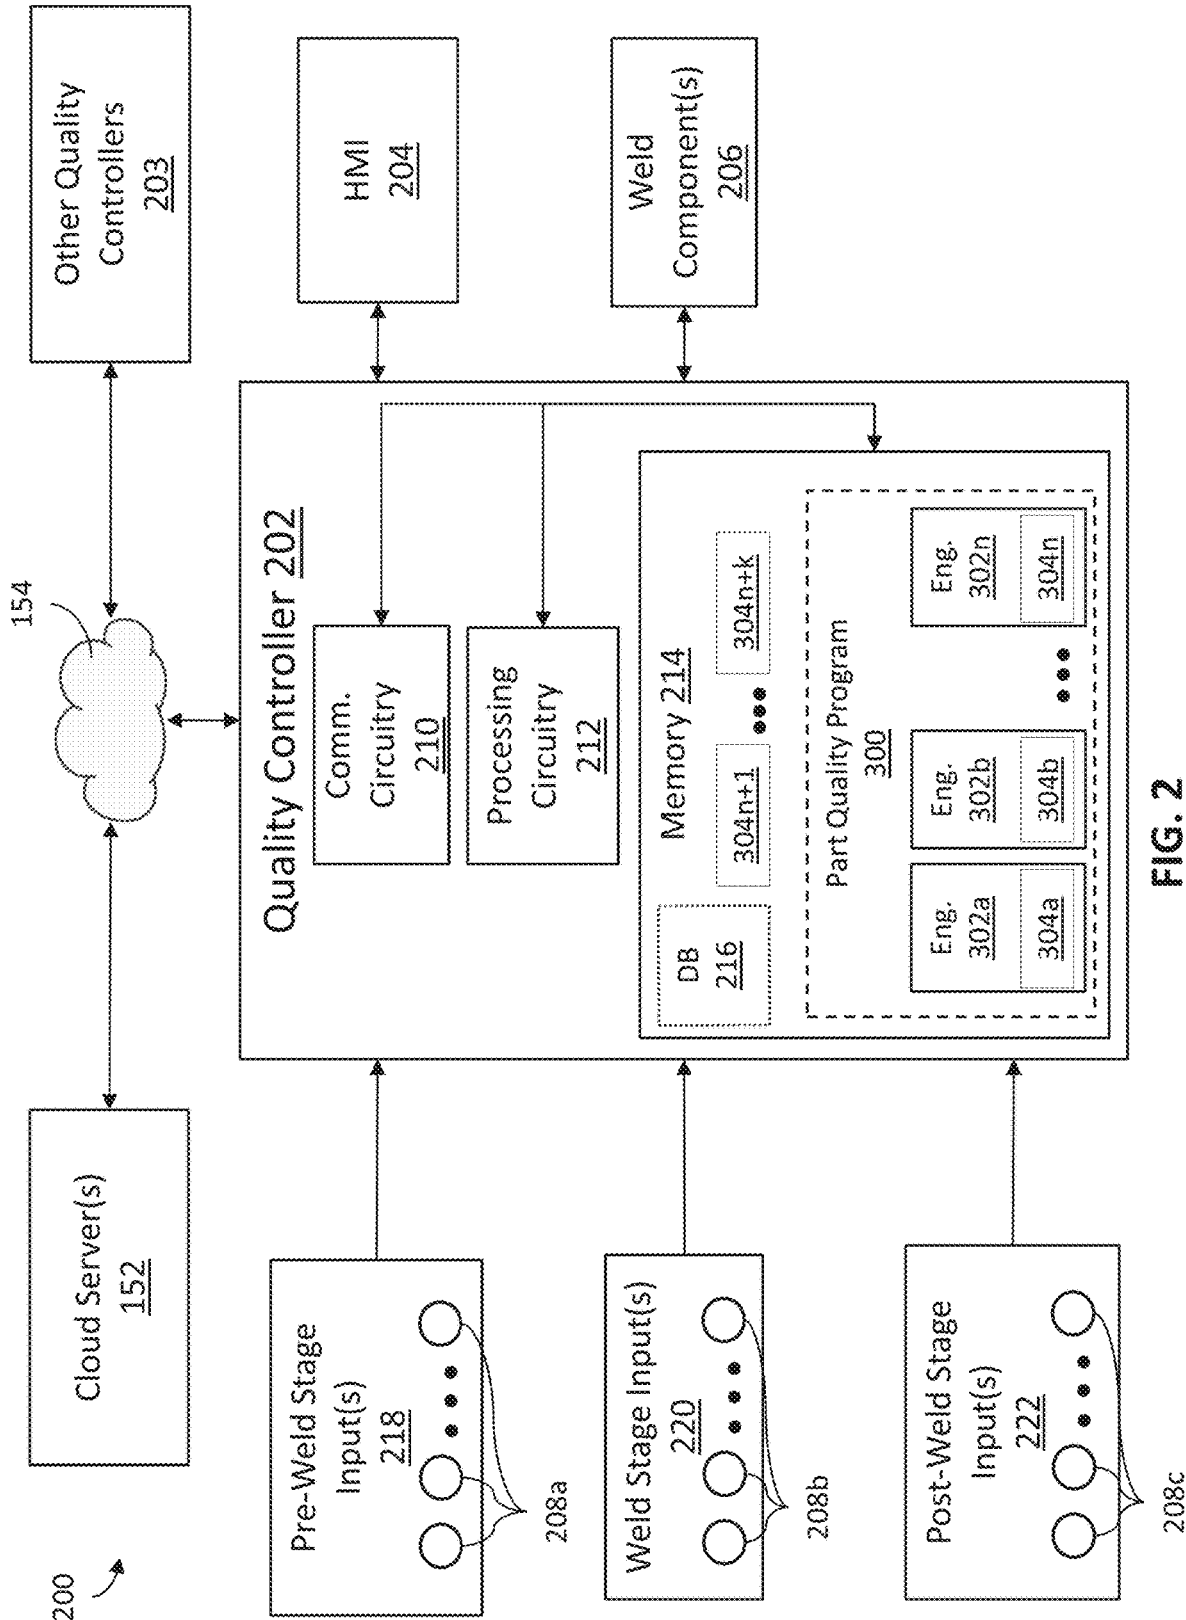 200
Cloud Server(s)
152
154
Other Quality
Controllers
203
Pre-Weld Stage
Input(s)
218
208a
Weld Stage Input(s)
220
208b
Post-Weld Stage
Input(s)
222
208c
Quality Controller 202
Comm.
Circuitry
210
Processing
Circuitry
212
Memory 214
DB
216
304n+1
304n+k
Part Quality Program
300
Eng.
302a
304a
Eng.
302b
304b
Eng.
302n
304n
HMI
204
Weld
Component(s)
206
FIG. 2